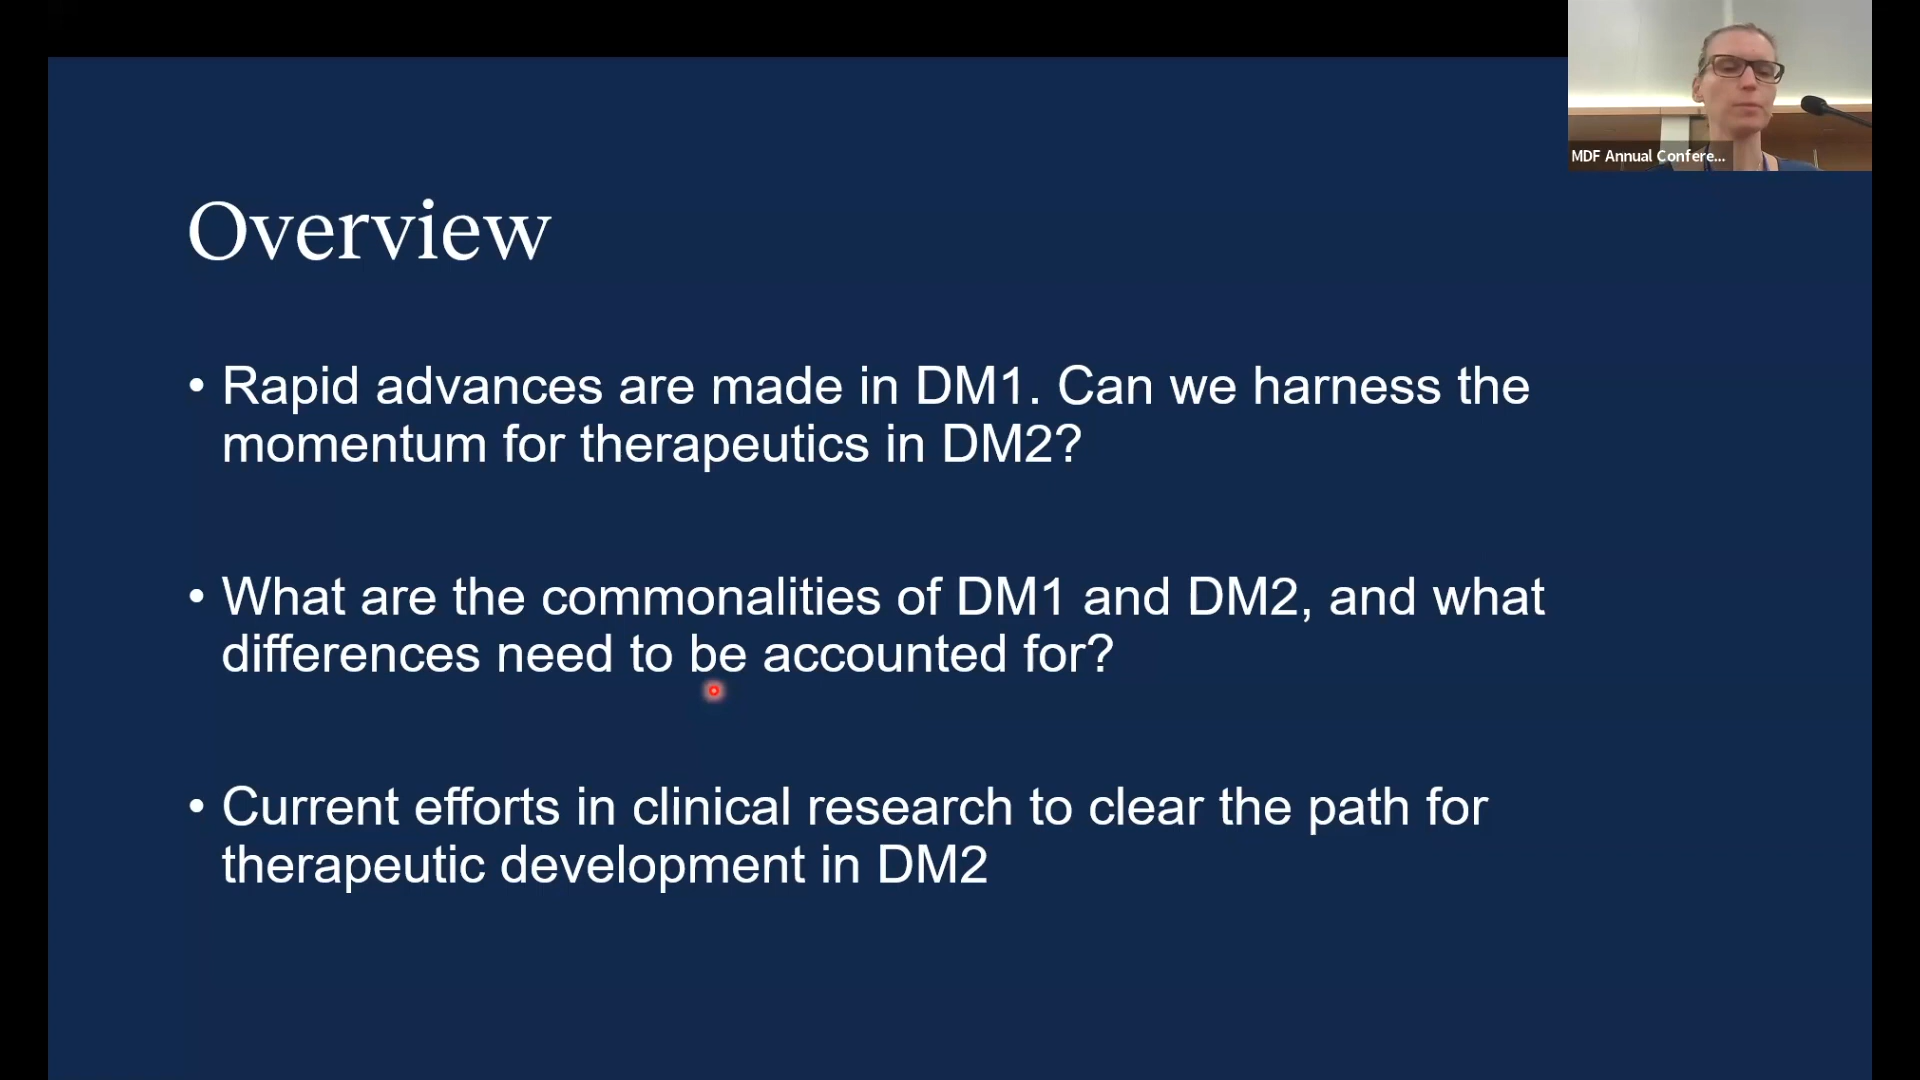 MDF Annual Confere...
Overview
• Rapid advances are made in DM1. Can we harness the
momentum for therapeutics in DM2?
• What are the commonalities of DM1 and DM2, and what
differences need to be accounted for?
• Current efforts in clinical research to clear the path for
therapeutic development in DM2